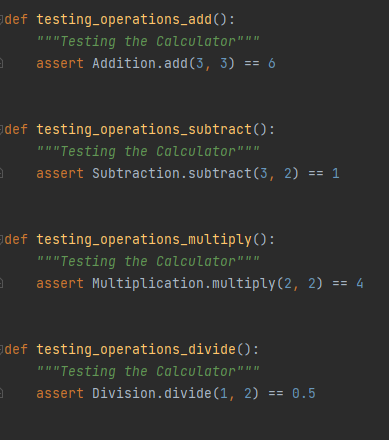 def testing_operations_add():
    """Testing the Calculator"""
    assert Addition.add(3, 3) == 6
def testing_operations_subtract():
    """Testing the Calculator"""
    assert Subtraction.subtract(3, 2) == 1
def testing_operations_multiply():
    """Testing the Calculator"""
    assert Multiplication.multiply(2, 2) == 4
def testing_operations_divide():
    """Testing the Calculator"""
    assert Division.divide(1, 2) == 0.5